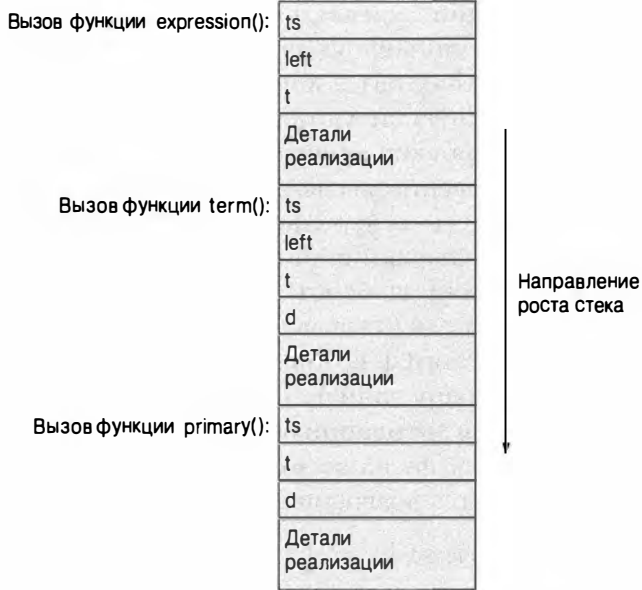 Вызов функции expression(): ts
left
t
Детали
реализации
Вызов функции term(): ts
left
t
d
Детали
реализации
Направление
роста стека
Вызов функции primary(): ts
t
d
Детали
реализации